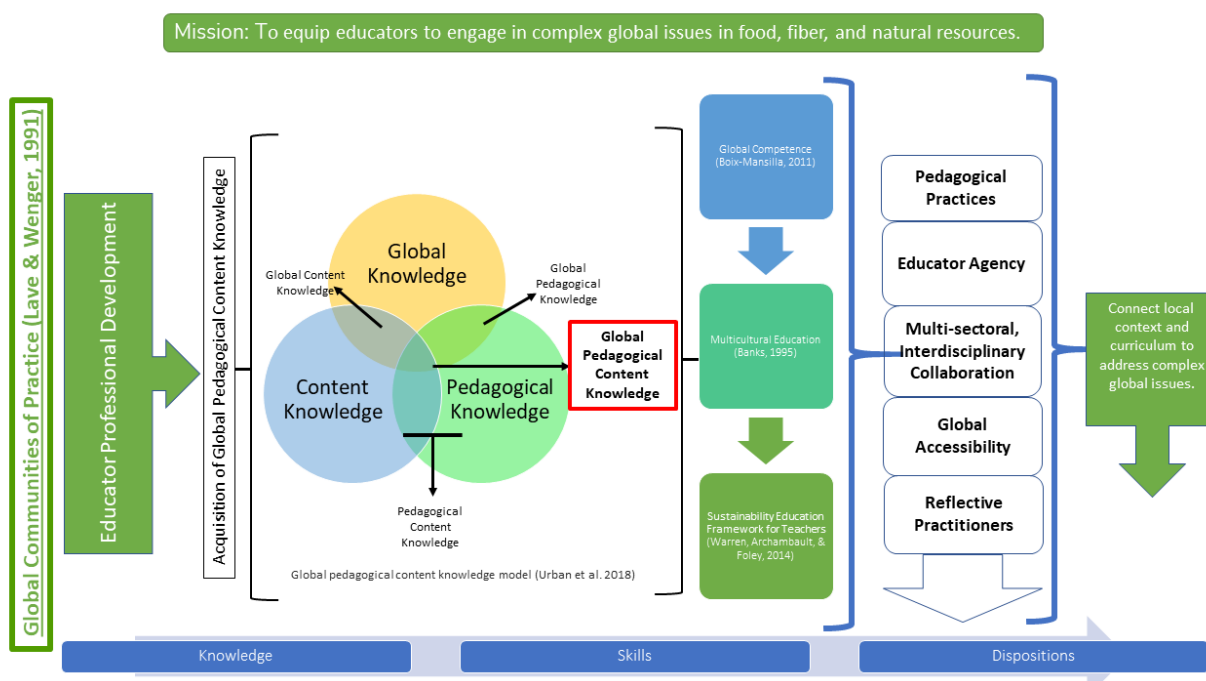 Mission: To equip educators to engage in complex global issues in food, fiber, and natural resources.
Global Communities of Practice (Lave & Wenger, 1991)
Educator Professional Development
Acquisition of Global Pedagogical Content Knowledge
Global
Knowledge
Global Content
Knowledge
Global
Pedagogical
Knowledge
Content
Knowledge
Pedagogical
Knowledge
Global
Pedagogical
Content
Knowledge
Pedagogical
Content
Knowledge
Global pedagogical content knowledge model (Urban et al. 2018)
Global Competence
(Boix-Mansilla, 2011)
Multicultural Education
(Banks, 1995)
Sustainability Education
Framework for Teachers
(Warren, Archambault, &
Foley, 2014)
Pedagogical
Practices
Educator Agency
Multi-sectoral,
Interdisciplinary
Collaboration
Global
Accessibility
Reflective
Practitioners
Connect local
context and
curriculum to
address complex
global issues.
Knowledge
Skills
Dispositions